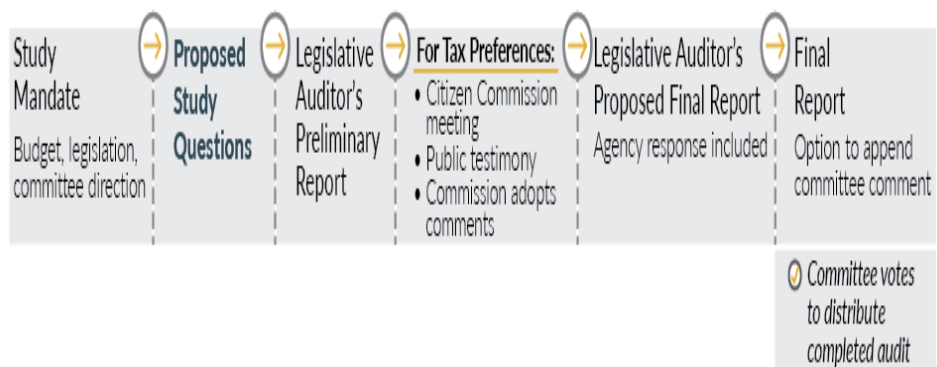 Study
Mandate
Budget, legislation,
committee direction
Proposed
Study
Questions
Legislative
Auditor's
Preliminary
Report
For Tax Preferences:
• Citizen Commission
meeting
• Public testimony
• Commission adopts
comments
Legislative Auditor's
Proposed Final Report
Agency response included
Final
Report
Option to append
committee comment
Committee votes
to distribute
completed audit